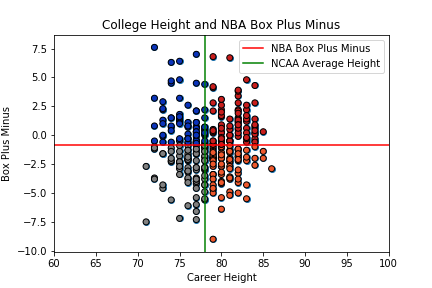 College Height and NBA Box Plus Minus
NBA Box Plus Minus
NCAA Average Height
Box Plus Minus
7.5
5.0
2.5
0.0
−2.5
−5.0
−7.5
−10.0
60 65 70 75 80 85 90 95 100
Career Height